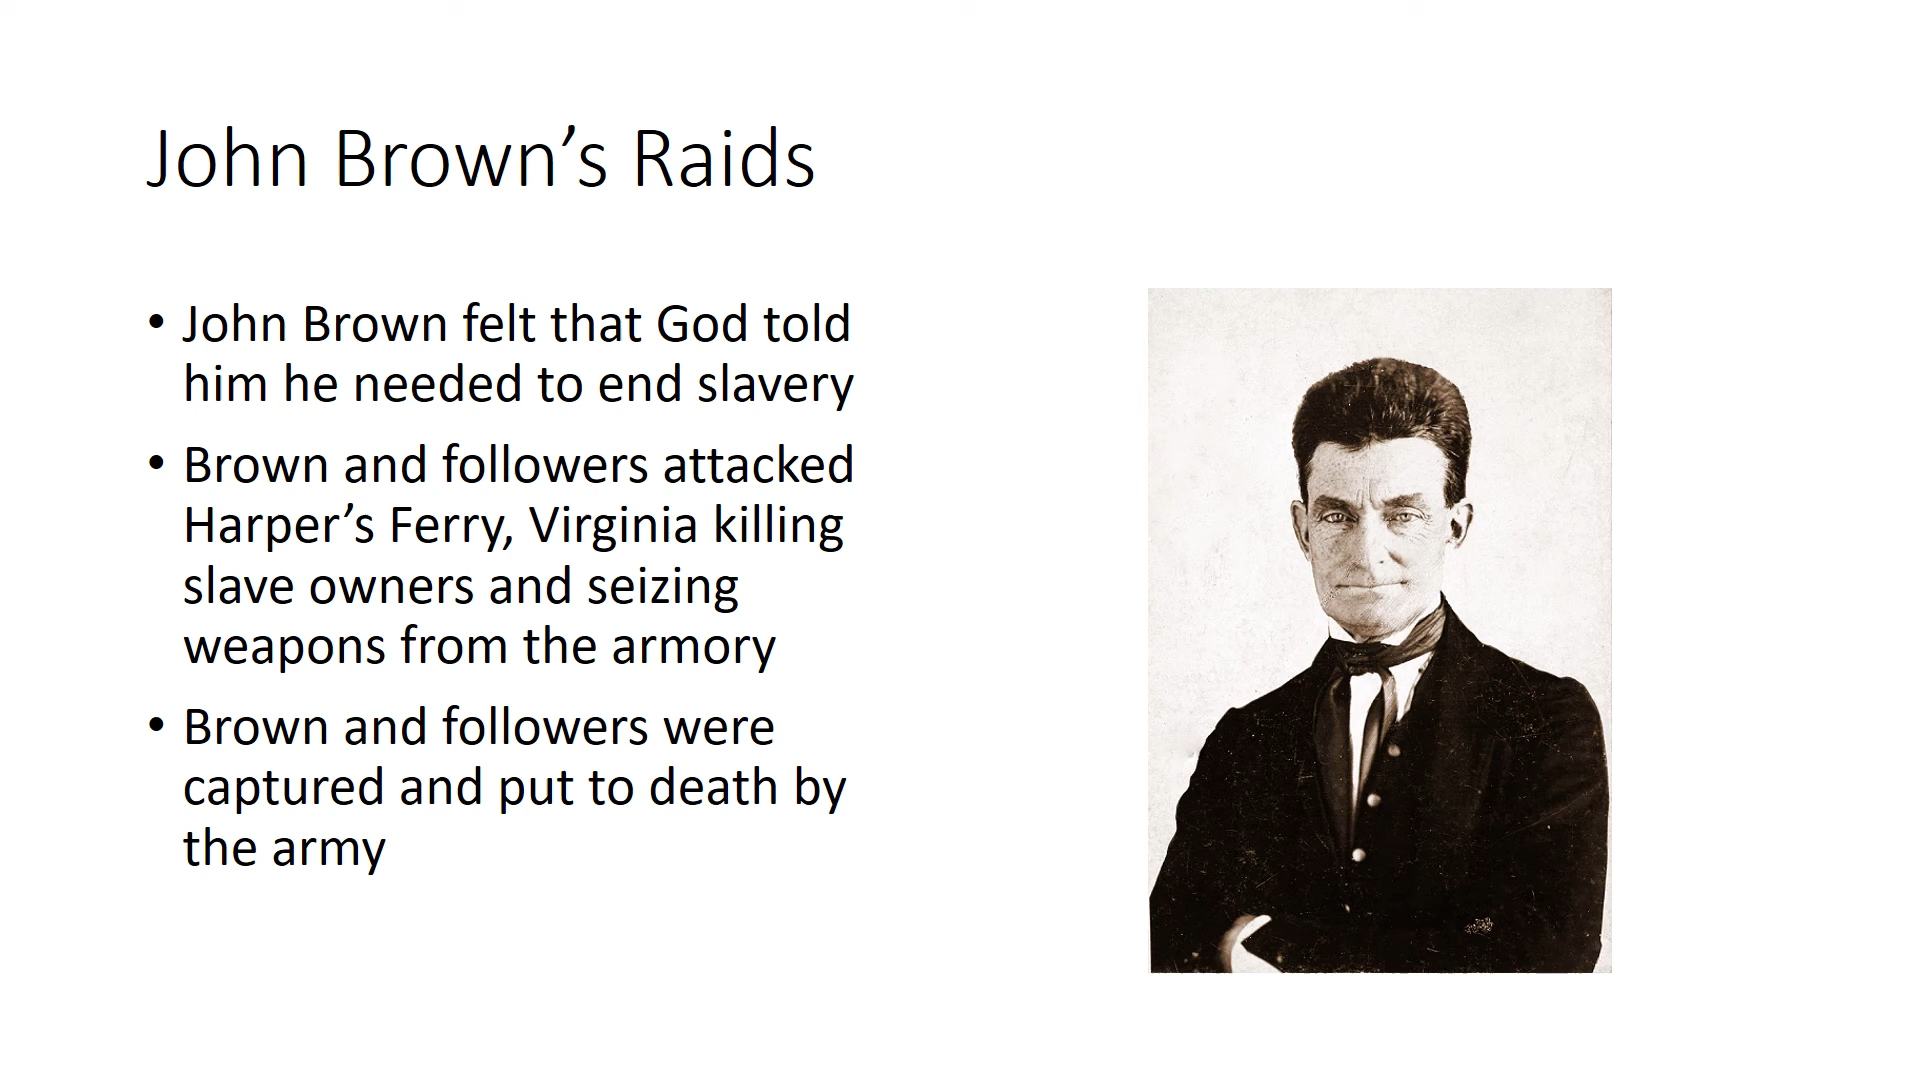 John Brown’s Raids
• John Brown felt that God told
him he needed to end slavery
• Brown and followers attacked
Harper’s Ferry, Virginia killing
slave owners and seizing
weapons from the armory
• Brown and followers were
captured and put to death by
the army